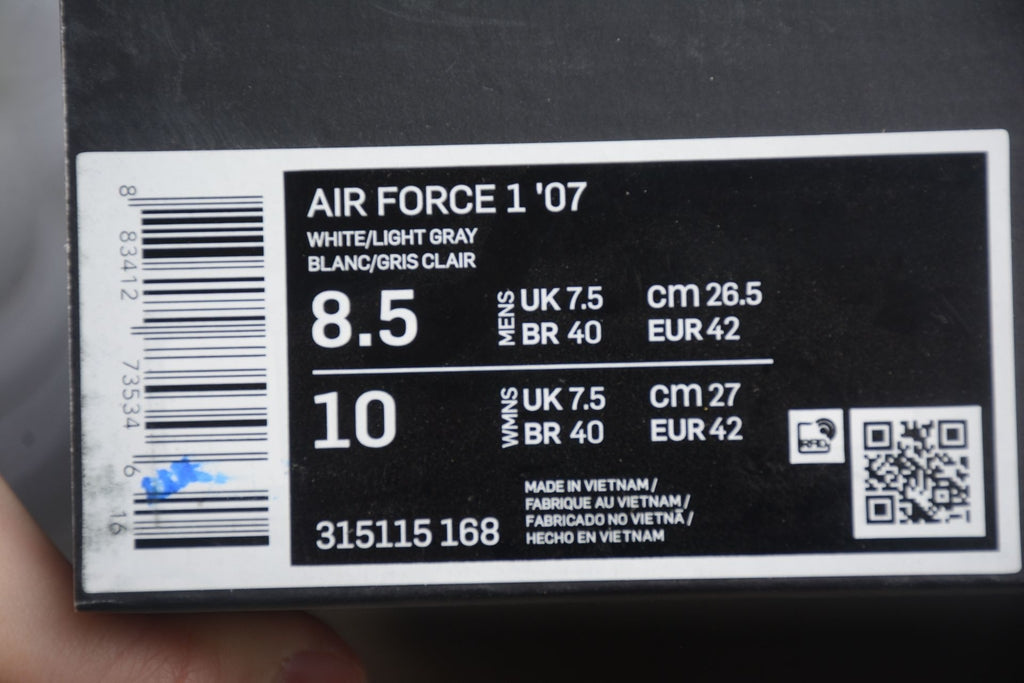 8 83412 73534 6 16
AIR FORCE 1 '07
WHITE/LIGHT GRAY
BLANC/GRIS CLAIR
8.5 MENS UK 7.5 cm 26.5
BR 40 EUR 42
10 WMNS UK 7.5 cm 27
BR 40 EUR 42
315115 168
MADE IN VIETNAM /
FABRIQUE AU VIETNAM /
FABRICADO NO VIETNÃ /
HECHO EN VIETNAM